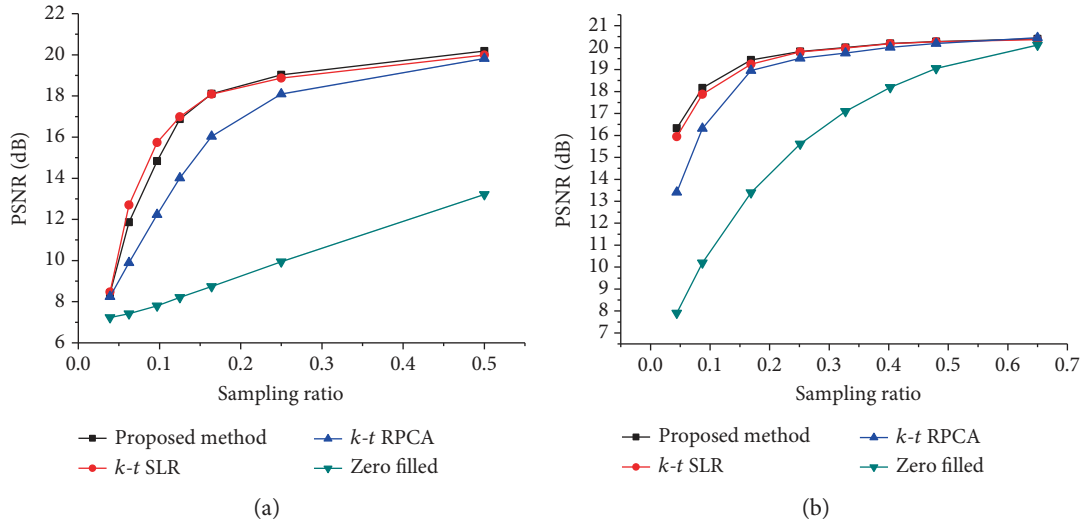 22
20
18
16
14
12
10
8
6
PSNR (dB)
0.0 0.1 0.2 0.3 0.4 0.5
Sampling ratio
Proposed method
k-t SLR
k-t RPCA
Zero filled
(a)
21
20
19
18
17
16
15
14
13
12
11
10
9
8
7
PSNR (dB)
0.0 0.1 0.2 0.3 0.4 0.5 0.6 0.7
Sampling ratio
Proposed method
k-t SLR
k-t RPCA
Zero filled
(b)